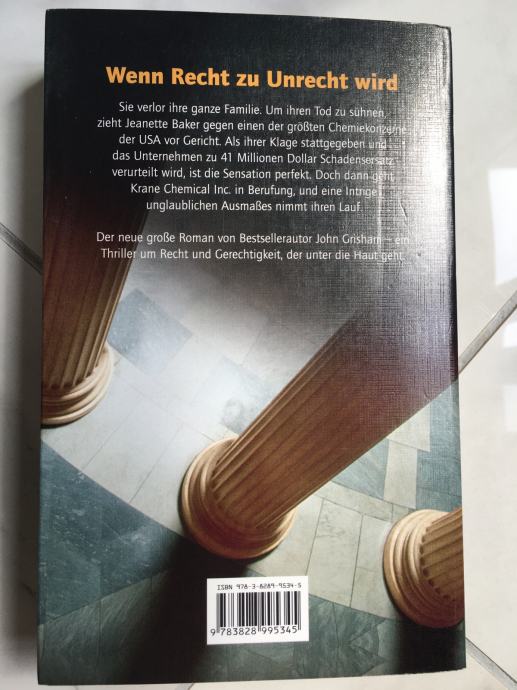 Wenn Recht zu Unrecht wird
Sie verlor ihre ganze Familie. Um ihren Tod zu sühnen,
zieht Jeanette Baker gegen einen der größten Chemiekonzerne
der USA vor Gericht. Als ihrer Klage stattgegeben und
das Unternehmen zu 41 Millionen Dollar Schadensersatz
verurteilt wird, ist die Sensation perfekt. Doch dann geht
Krane Chemical Inc. in Berufung, und eine Intrige
unglaublichen Ausmaßes nimmt ihren Lauf.
Der neue große Roman von Bestsellerautor John Grisham – ein
Thriller um Recht und Gerechtigkeit, der unter die Haut geht.
ISBN 978-3-8289-9534-5
9 783828 995345